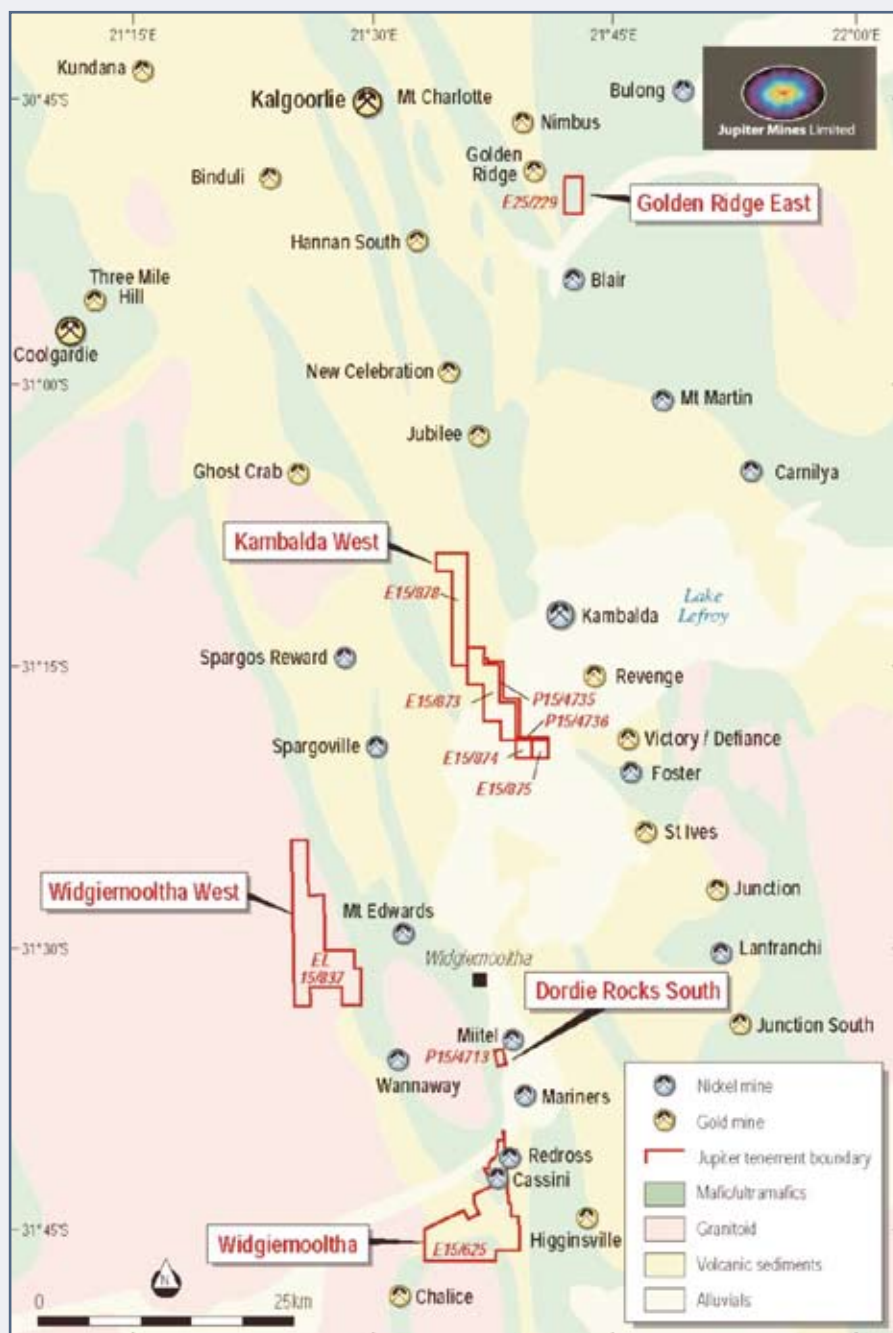 21°15'E 21°30'E 21°45'E 22°00'E
Kundana
30°45'S
Kalgoorlie
Mt Charlotte
Bulong
Nimbus
Jupiter Mines Limited
Golden
Ridge
Binduli
E25/229
Golden Ridge East
Hannan South
Blair
Three Mile
Hill
Coolgardie
New Celebration
31°00'S
Mt Martin
Jubilee
Ghost Crab
Carnilya
Kambalda West
E15/878
Kambalda
Lake
Lefroy
Spargos Reward
31°15'S
Revenge
E15/873
P15/4735
P15/4736
Spargoville
Victory / Defiance
E15/874
Foster
E15/875
St Ives
Widgiemooltha West
Junction
Mt Edwards
31°30'S
Lanfranchi
Widgiemooltha
EL
15/897
Dordie Rocks South
Miitel
Junction South
P15/4713
Wannaway
Mariners
Nickel mine
Gold mine
Redross
Jupiter tenement boundary
Cassini
Mafic/ultramafics
31°45'S
Higginsville
Granitoid
Widgiemooltha
E15/625
Volcanic sediments
N
0 25km
Chalice
Alluvials